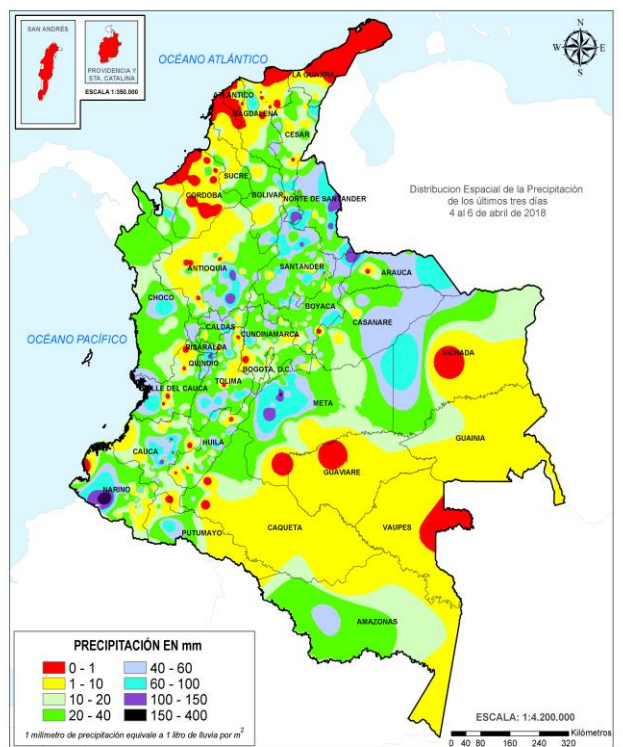 SAN ANDRÉS
PROVIDENCIA Y
STA. CATALINA
ESCALA 1:350.000
OCÉANO ATLÁNTICO
N
W
E
S
LA GUAJIRA
ATLÁNTICO
MAGDALENA
CESAR
SUCRE
CORDOBA
BOLIVAR
NORTE DE SANTANDER
Distribucion Espacial de la Precipitación
de los últimos tres días
4 al 6 de abril de 2018
ANTIOQUIA
SANTANDER
ARAUCA
CHOCO
BOYACA
CASANARE
OCÉANO PACÍFICO
CALDAS
CUNDINAMARCA
RISARALDA
VICHADA
QUINDIO
BOGOTA, D.C.
TOLIMA
VALLE DEL CAUCA
META
GUAINIA
HUILA
CAUCA
GUAVIARE
NARIÑO
CAQUETA
VAUPES
PUTUMAYO
AMAZONAS
PRECIPITACIÓN EN mm
0 - 1
40 - 60
1 - 10
60 - 100
10 - 20
100 - 150
20 - 40
150 - 400
1 milimetro de precipitación equivale a 1 litro de lluvia por m²
ESCALA: 1:4.200.000
Kilómetros
0 40 80 160 240 320